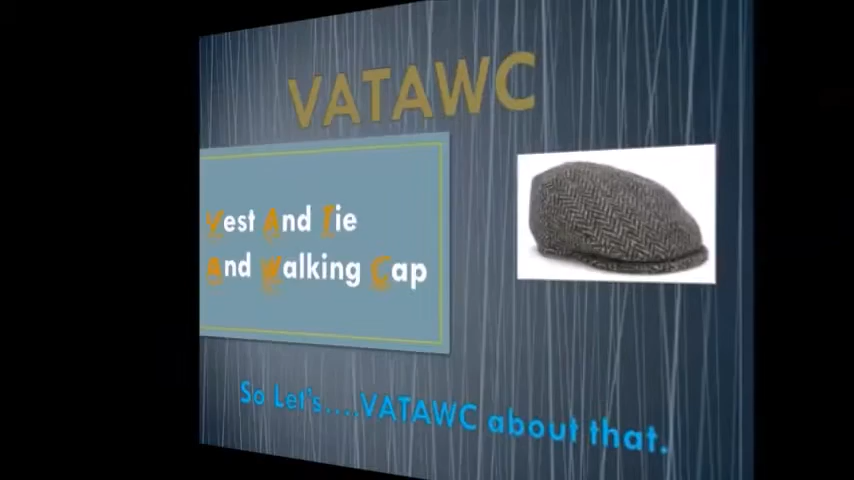 VATAWC
Vest And Tie
And Walking Cap
So Let's....VATAWC about that.